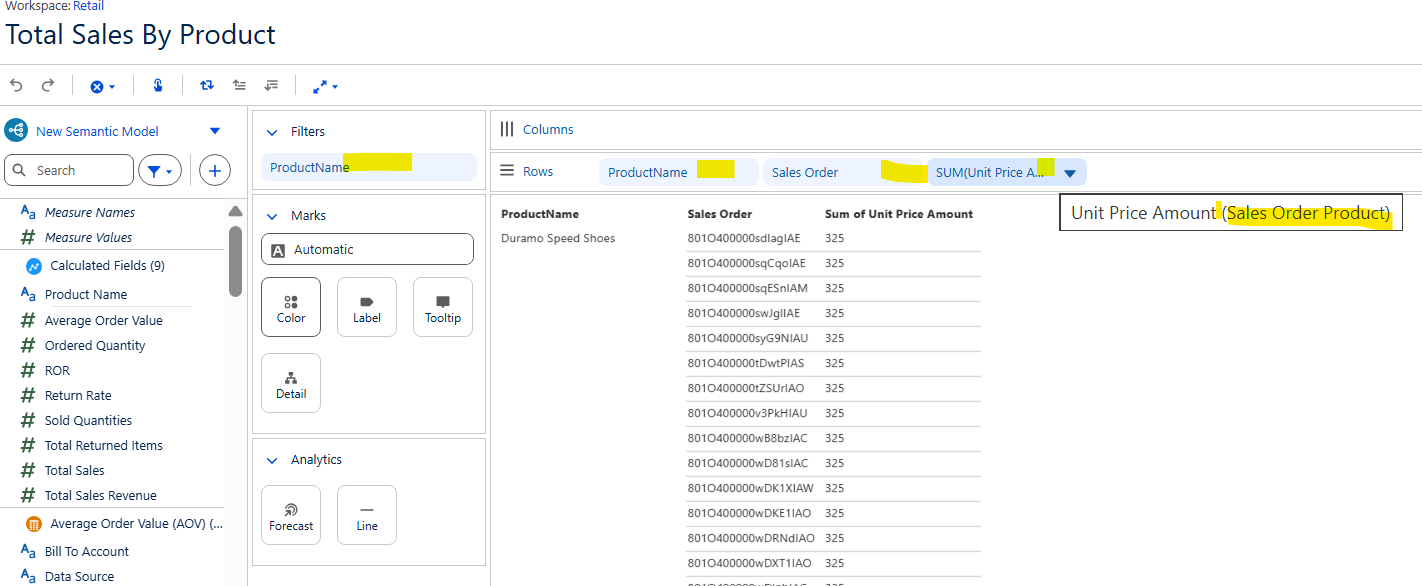 Workspace: Retail
Total Sales By Product
New Semantic Model
Search
Measure Names
Measure Values
Calculated Fields (9)
Product Name
Average Order Value
Ordered Quantity
ROR
Return Rate
Sold Quantities
Total Returned Items
Total Sales
Total Sales Revenue
Average Order Value (AOV) (...
Bill To Account
Data Source
Filters
ProductName
Marks
Automatic
Color
Label
Tooltip
Detail
Analytics
Forecast
Line
Columns
Rows
ProductName
Sales Order
SUM(Unit Price A...
Unit Price Amount (Sales Order Product)
ProductName Sales Order Sum of Unit Price Amount
Duramo Speed Shoes 801O400000sdIagIAE 325
801O400000sqCqoIAE 325
801O400000sqESnIAM 325
801O400000swJglIAE 325
801O400000syG9NIAU 325
801O400000tDwtPIAS 325
801O400000tZSUrIAO 325
801O400000v3PkHIAU 325
801O400000wB8bzIAC 325
801O400000wD81sIAC 325
801O400000wDK1XIAW 325
801O400000wDKE1IAO 325
801O400000wDRNdIAO 325
801O400000wDXT1IAO 325